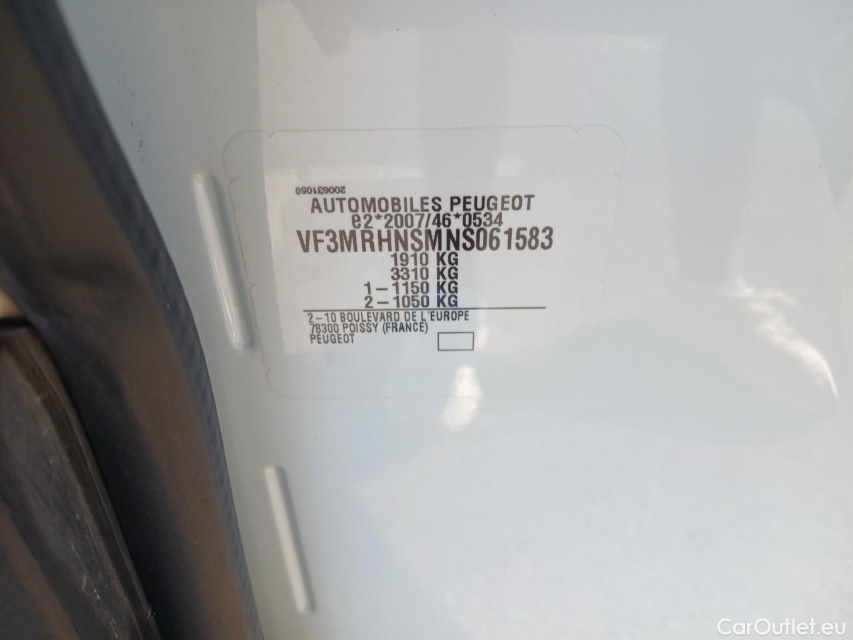 200631069
AUTOMOBILES PEUGEOT
e2*2007/46*0534
VF3MRHNSMNS061583
1910 KG
3310 KG
1-1150 KG
2-1050 KG
2-10 BOULEVARD DE L'EUROPE
78300 POISSY (FRANCE)
PEUGEOT
CarOutlet.eu